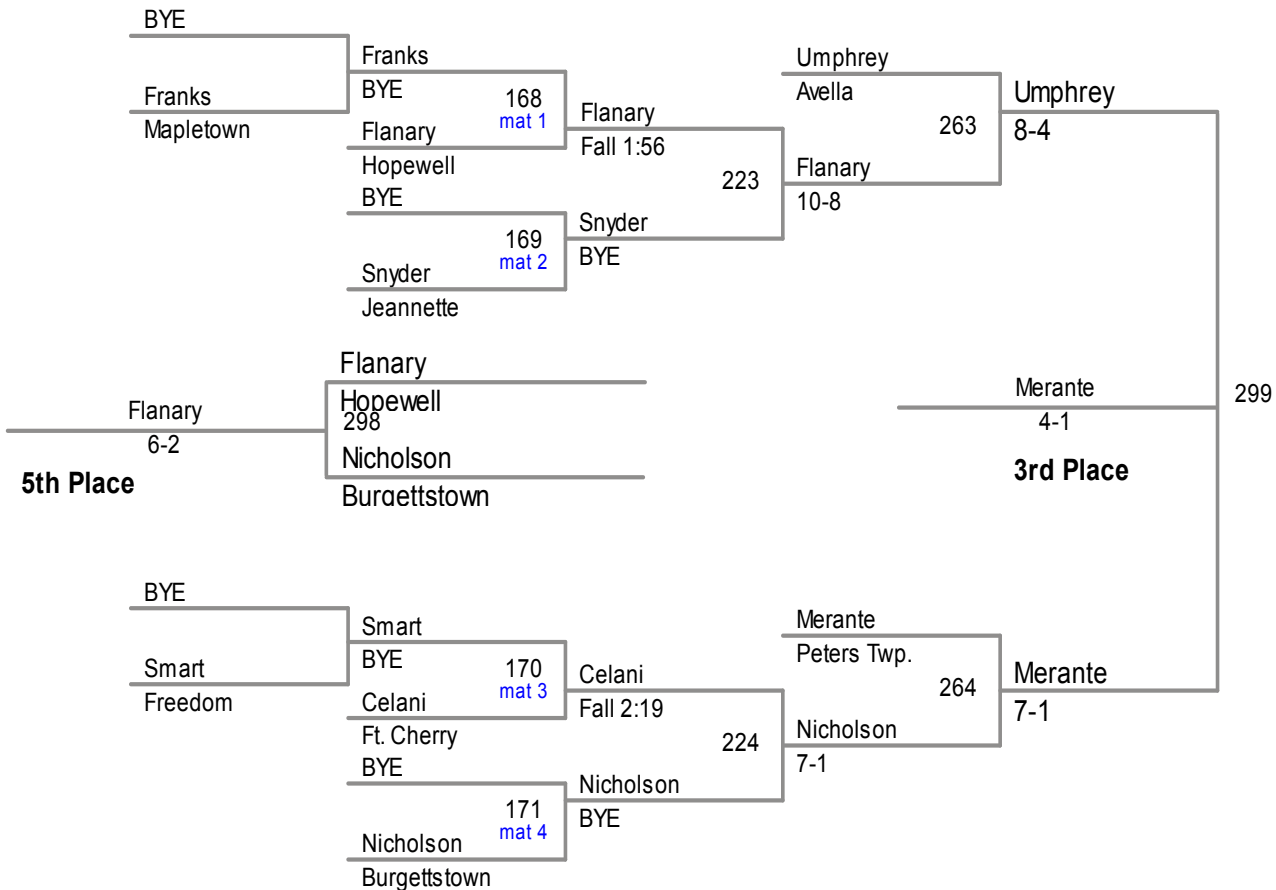 BYE
Franks
Mapletown
Franks
BYE
168
mat 1
Flanary
Hopewell
BYE
169
mat 2
Snyder
Jeannette
Flanary
Fall 1:56
223
Snyder
BYE
Umphrey
Avella
263
Flanary
10-8
Umphrey
8-4
Flanary
Hopewell
298
Nicholson
Burgettstown
Flanary
6-2
5th Place
Merante
4-1
3rd Place
299
BYE
Smart
Freedom
Smart
BYE
170
mat 3
Celani
Ft. Cherry
BYE
171
mat 4
Nicholson
Burgettstown
Celani
Fall 2:19
224
Nicholson
BYE
Merante
Peters Twp.
264
Nicholson
7-1
Merante
7-1